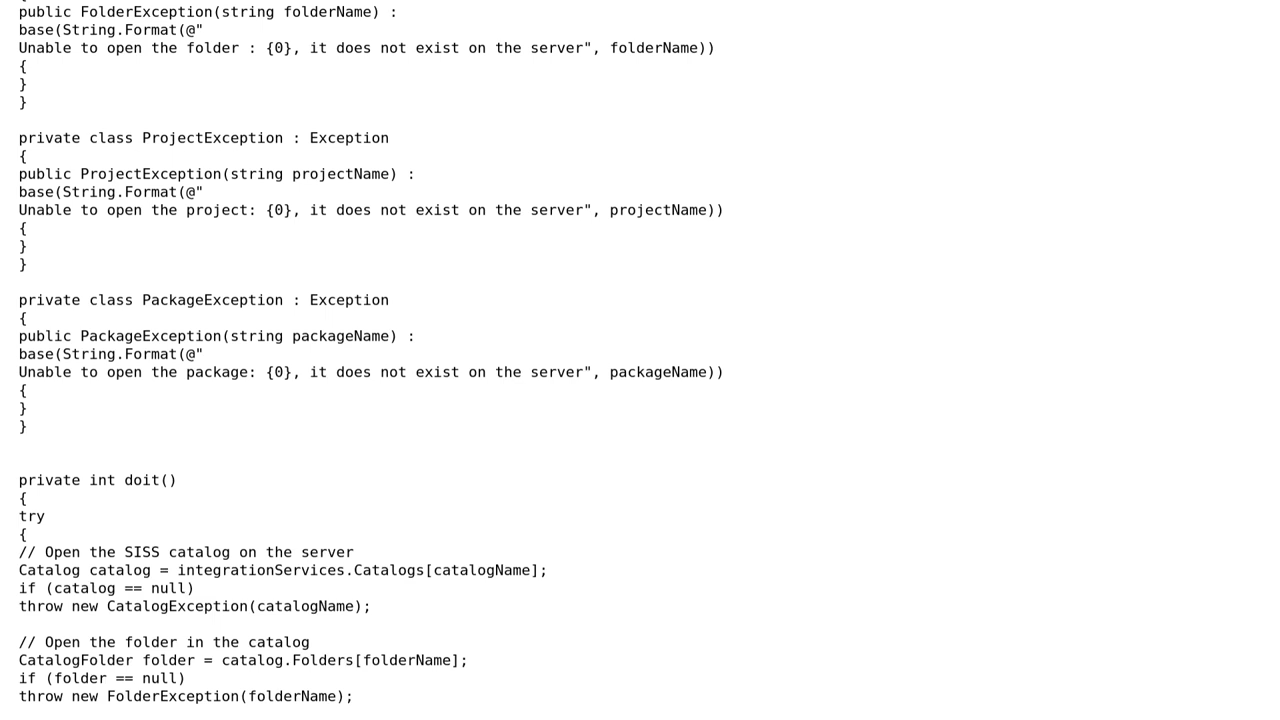 public FolderException(string folderName) :
base(String.Format(@"
Unable to open the folder : {0}, it does not exist on the server", folderName))
{
}
}
private class ProjectException : Exception
{
public ProjectException(string projectName) :
base(String.Format(@"
Unable to open the project: {0}, it does not exist on the server", projectName))
{
}
}
private class PackageException : Exception
{
public PackageException(string packageName) :
base(String.Format(@"
Unable to open the package: {0}, it does not exist on the server", packageName))
{
}
}
private int doit()
{
try
{
// Open the SISS catalog on the server
Catalog catalog = integrationServices.Catalogs[catalogName];
if (catalog == null)
throw new CatalogException(catalogName);
// Open the folder in the catalog
CatalogFolder folder = catalog.Folders[folderName];
if (folder == null)
throw new FolderException(folderName);